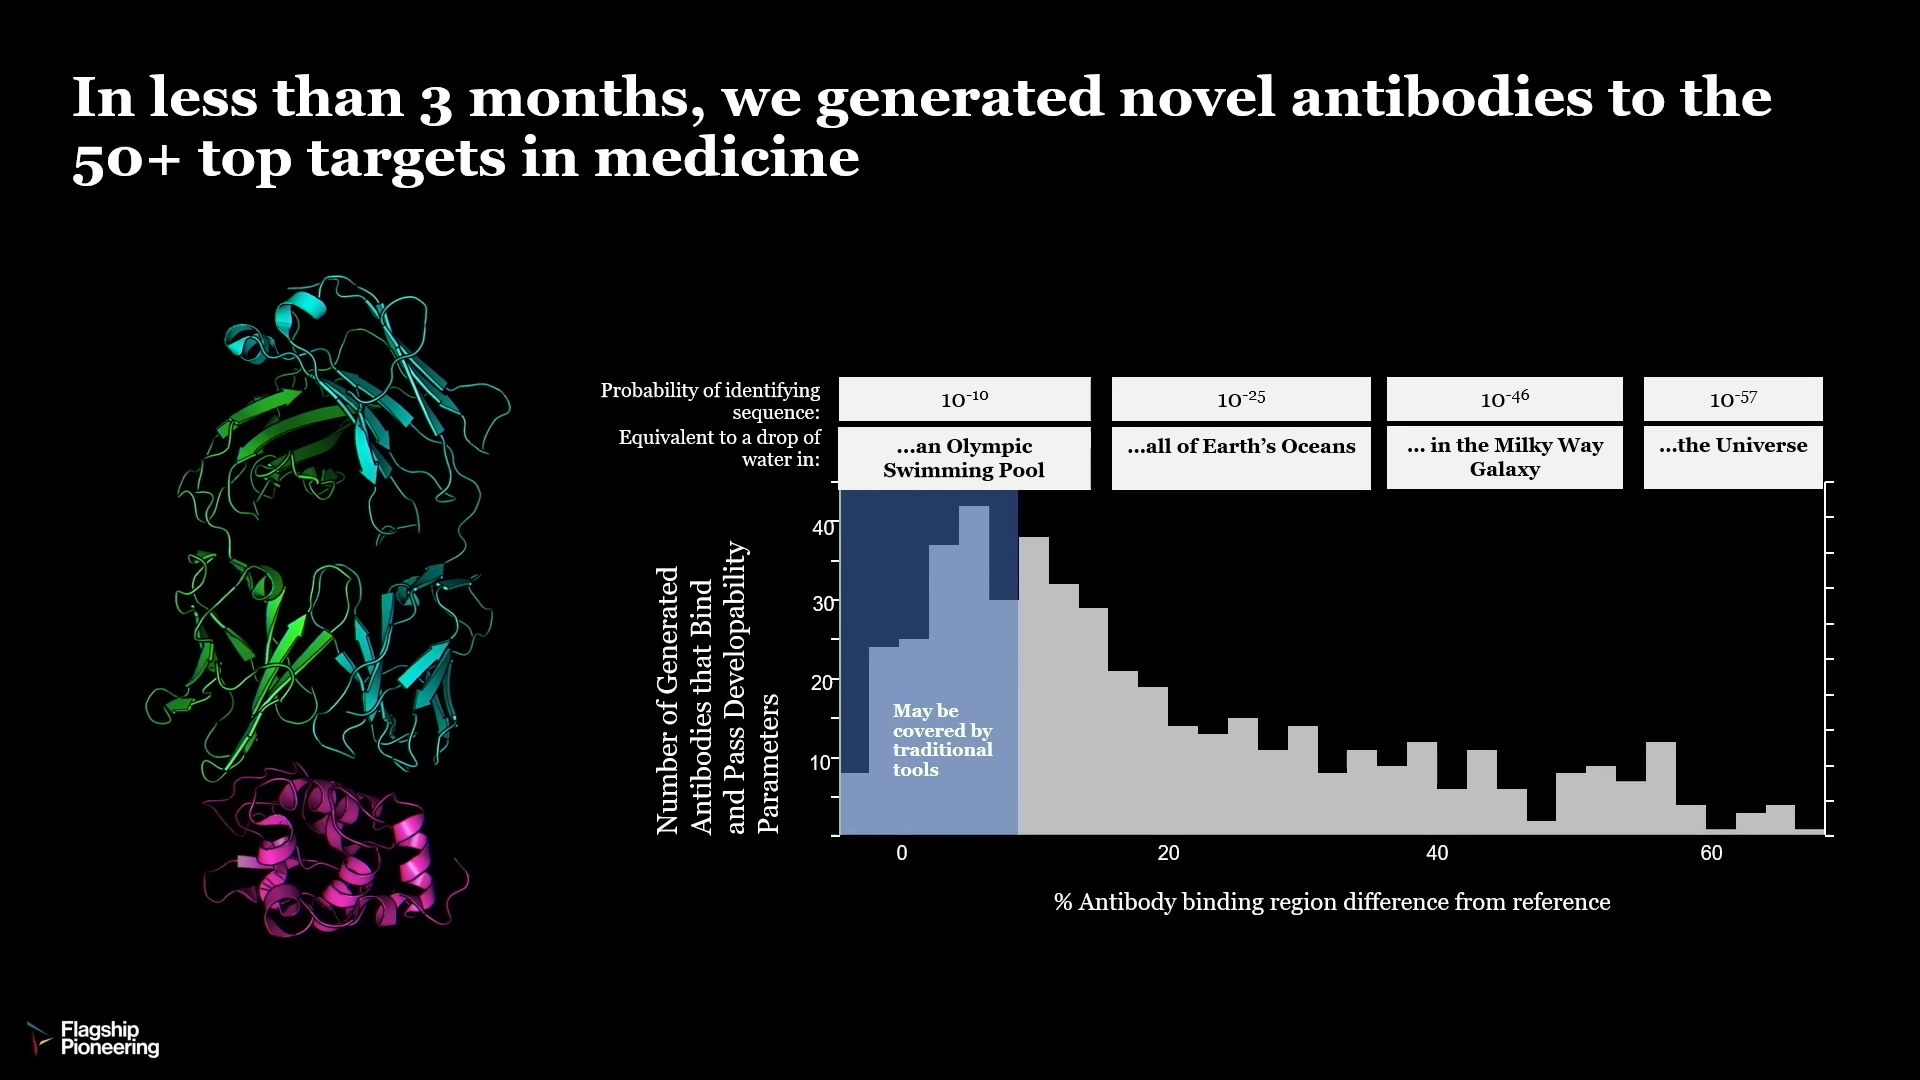 In less than 3 months, we generated novel antibodies to the
50+ top targets in medicine
Probability of identifying
sequence:
10-10
10-25
10-46
10-57
Equivalent to a drop of
water in:
...an Olympic
Swimming Pool
...all of Earth’s Oceans
... in the Milky Way
Galaxy
...the Universe
Number of Generated
Antibodies that Bind
and Pass Developability
Parameters
40
30
20
10
May be
covered by
traditional
tools
0
20
40
60
% Antibody binding region difference from reference
Flagship
Pioneering